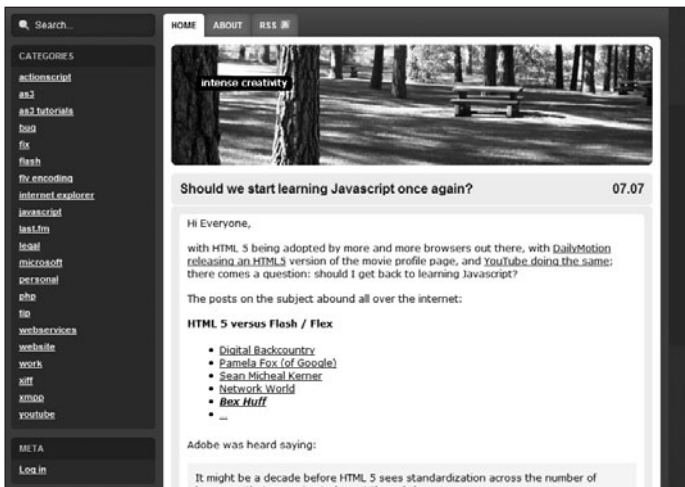 Search...
CATEGORIES
actionscript
as3
as3 tutorials
bug
fix
flash
flv encoding
internet explorer
javascript
last.fm
legal
microsoft
personal
php
tip
webservices
website
work
xiff
xmpp
youtube
META
Log in
HOME ABOUT RSS
intense creativity
Should we start learning Javascript once again? 07.07
Hi Everyone,
with HTML 5 being adopted by more and more browsers out there, with DailyMotion
releasing an HTML5 version of the movie profile page, and YouTube doing the same;
there comes a question: should I get back to learning Javascript?
The posts on the subject abound all over the internet:
HTML 5 versus Flash / Flex
• Digital Backcountry
• Pamela Fox (of Google)
• Sean Micheal Kerner
• Network World
• Bex Huff
• ...
Adobe was heard saying:
It might be a decade before HTML 5 sees standardization across the number of